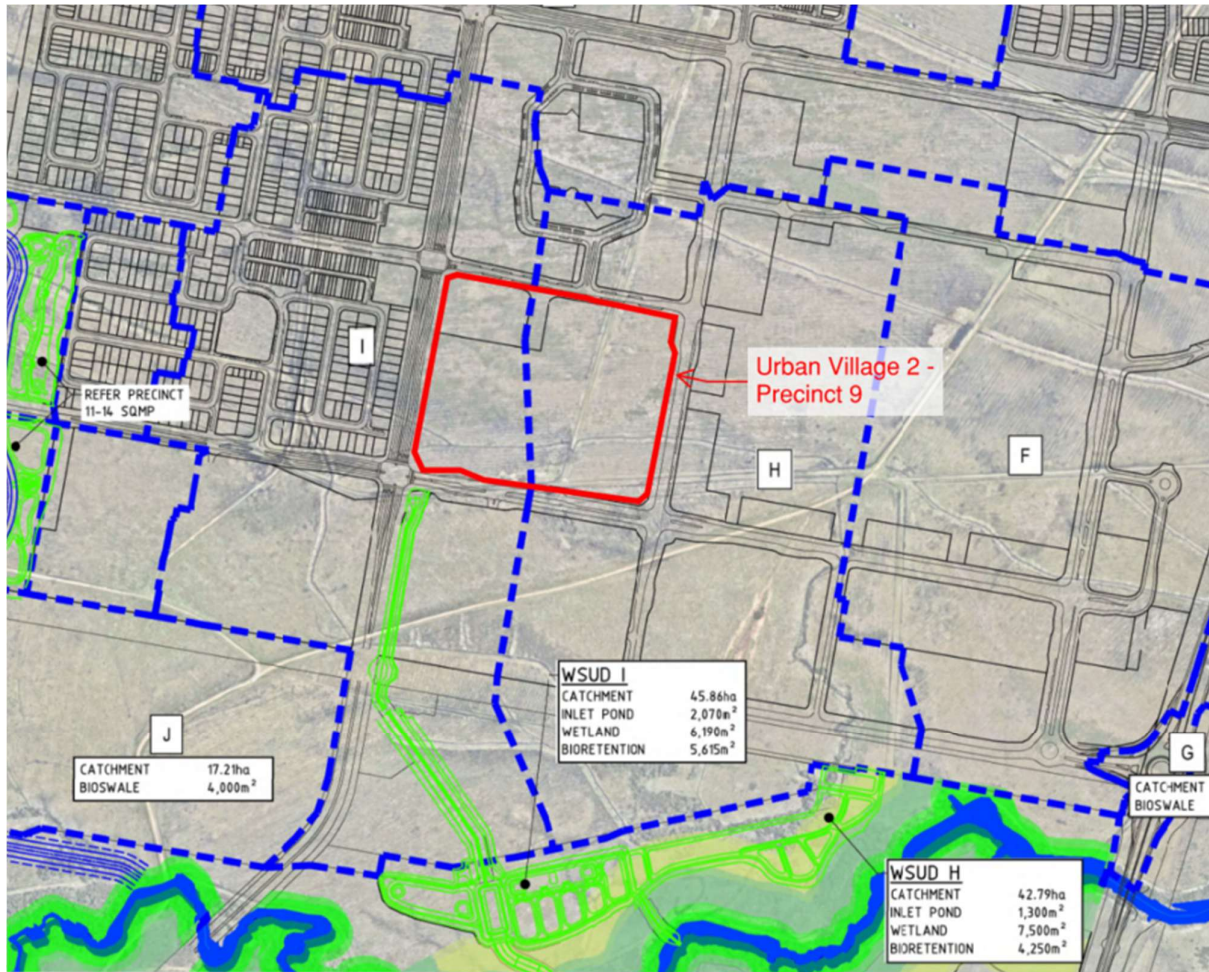 I
REFER PRECINCT
11-14 SQMP
Urban Village 2 -
Precinct 9
H
F
WSUD I
CATCHMENT 45.86ha
INLET POND 2,070m²
WETLAND 6,190m²
BIORETENTION 5,615m²
J
CATCHMENT 17.21ha
BIOSWALE 4,000m²
G
CATCHMENT
BIOSWALE
WSUD H
CATCHMENT 42.79ha
INLET POND 1,300m²
WETLAND 7,500m²
BIORETENTION 4,250m²